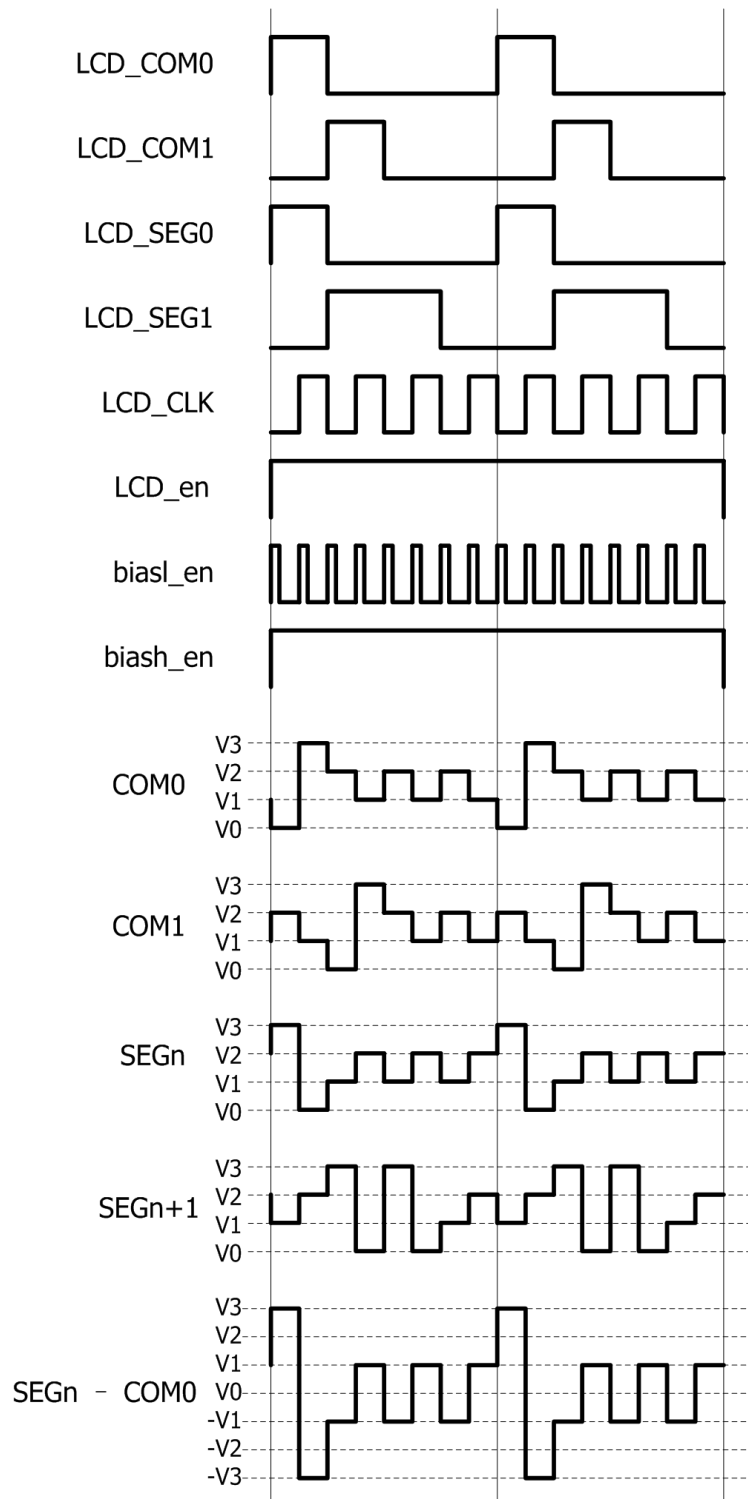 LCD_COM0
LCD_COM1
LCD_SEG0
LCD_SEG1
LCD_CLK
LCD_en
biasl_en
biash_en
V3
V2
COM0
V1
V0
V3
V2
COM1
V1
V0
V3
SEGn
V2
V1
V0
V3
V2
SEGn+1
V1
V0
V3
V2
V1
SEGn - COM0
V0
-V1
-V2
-V3